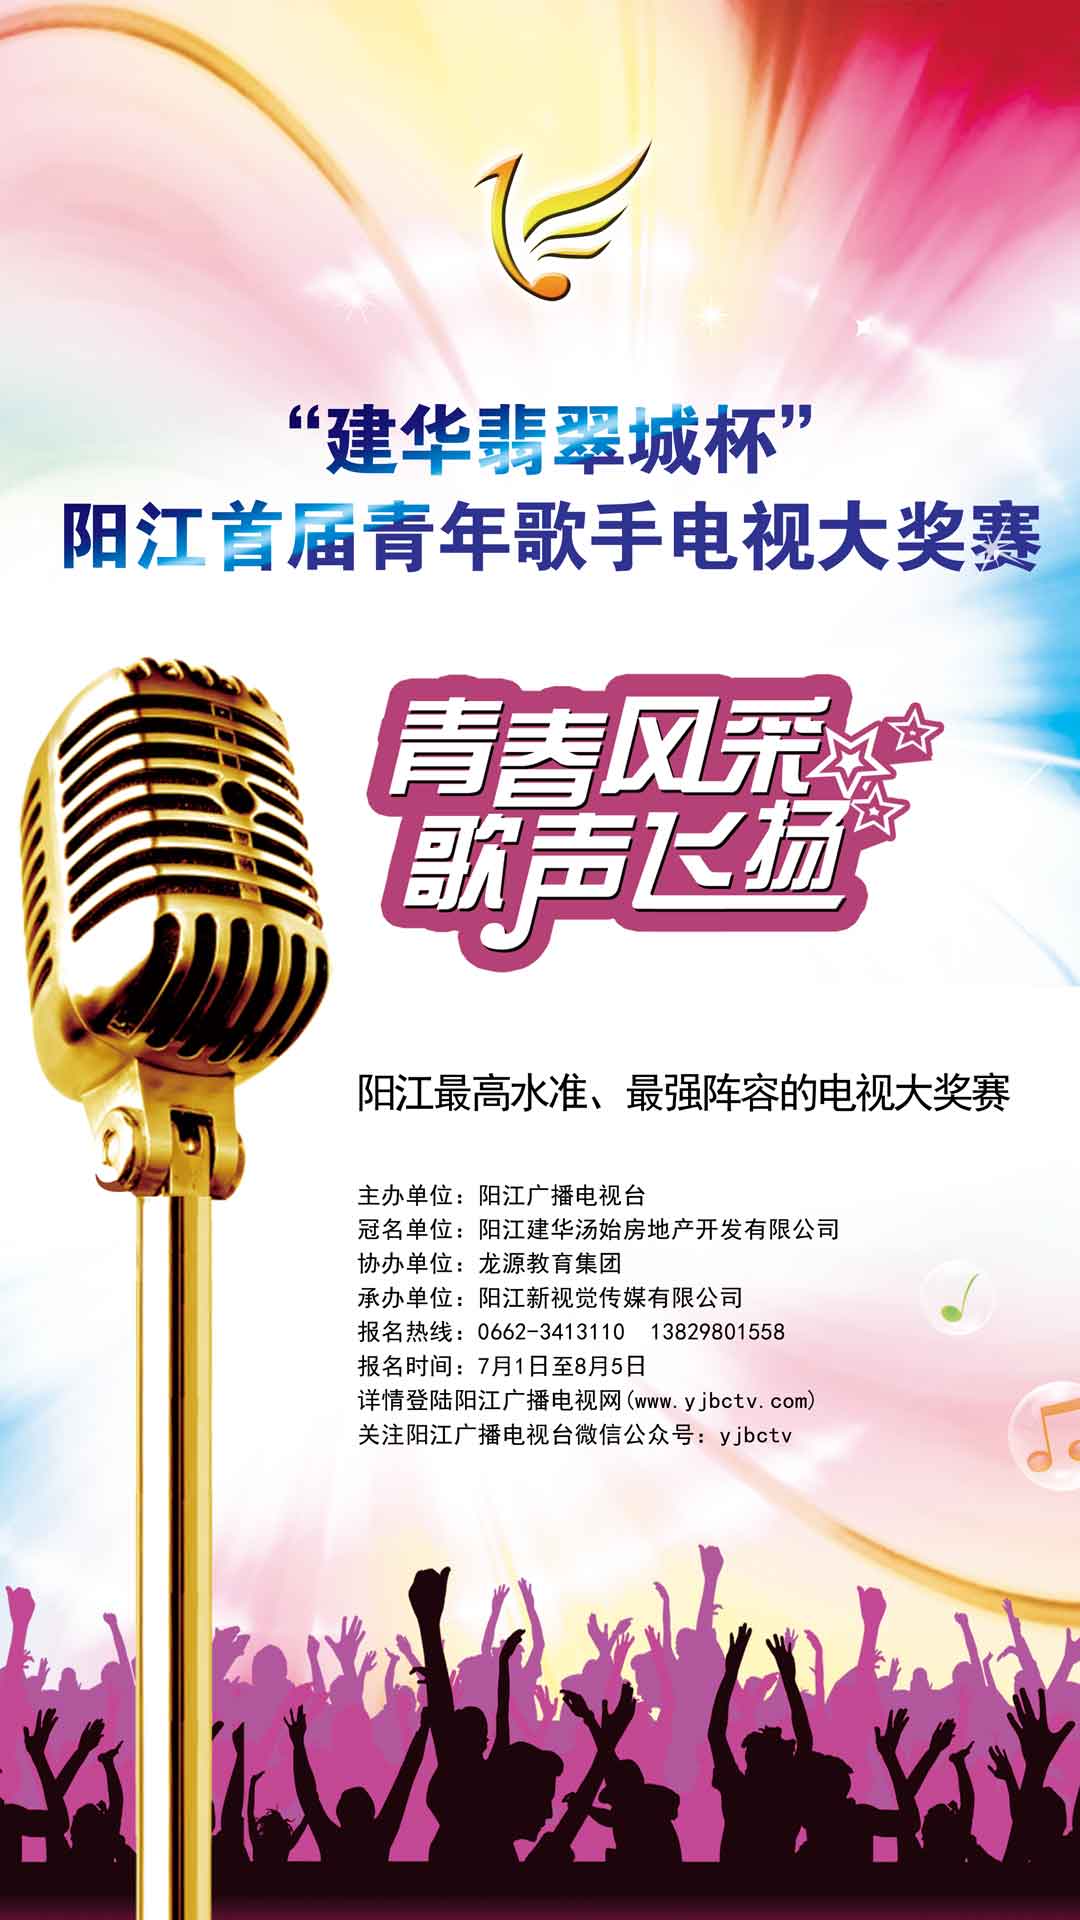 “建华翡翠城杯”
阳江首届青年歌手电视大奖赛
青春风采
歌声飞扬
阳江最高水准、最强阵容的电视大奖赛
主办单位：阳江广播电视台
冠名单位：阳江建华汤始房地产开发有限公司
协办单位：龙源教育集团
承办单位：阳江新视觉传媒有限公司
报名热线：0662-3413110  13829801558
报名时间：7月1日至8月5日
详情登陆阳江广播电视网(www.yjbctv.com)
关注阳江广播电视台微信公众号：yjbctv